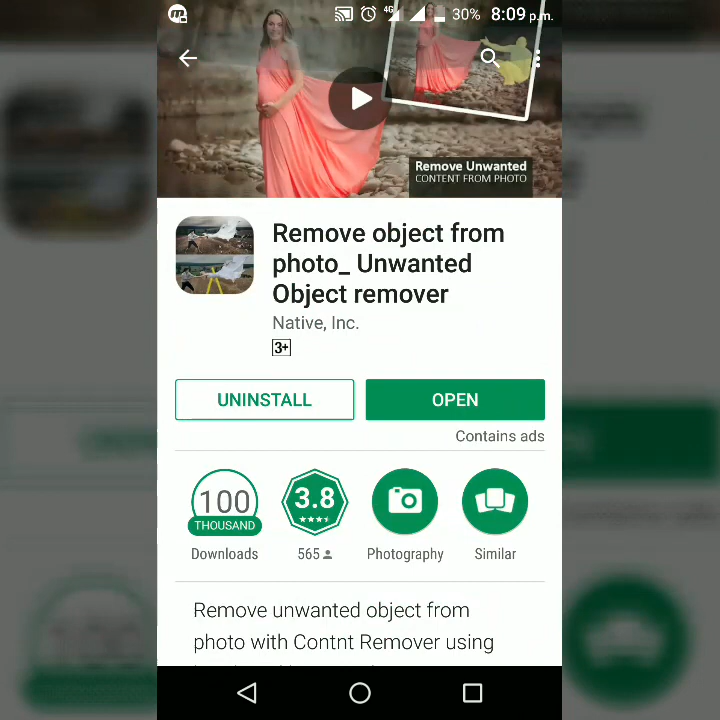 4G 30% 8:09 p.m.
Remove Unwanted
CONTENT FROM PHOTO
Remove object from
photo_ Unwanted
Object remover
Native, Inc.
3+
UNINSTALL
OPEN
Contains ads
100
THOUSAND
3.8
Downloads
565
Photography
Similar
Remove unwanted object from
photo with Contnt Remover using